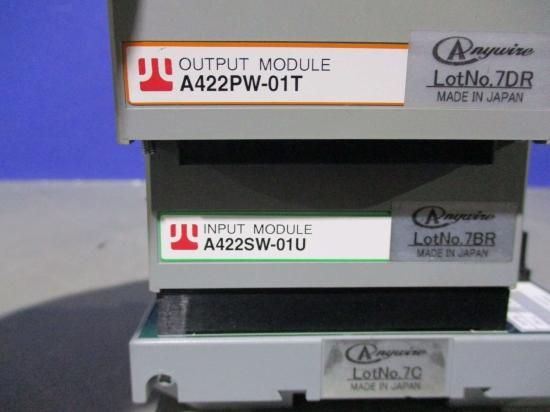 OUTPUT MODULE
A422PW-01T
Anywire
LotNo.7DR
MADE IN JAPAN
INPUT MODULE
A422SW-01U
Anywire
LotNo.7BR
MADE IN JAPAN
Anywire
LotNo.7C
MADE IN JAPAN